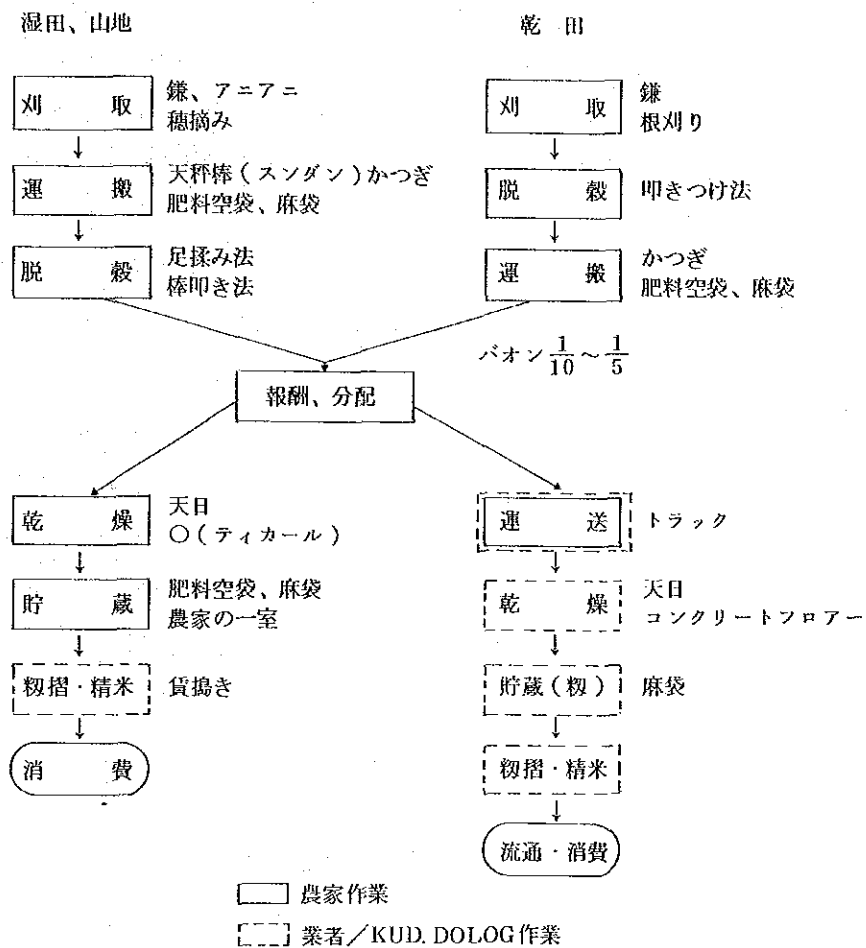 湿田、山地
乾田
刈取
鎌、アニアニ
穂摘み
↓
運搬
天秤棒(スンダン)かつぎ
肥料空袋、麻袋
↓
脱穀
足揉み法
棒叩き法
刈取
鎌
根刈り
↓
脱穀
叩きつけ法
↓
運搬
かつぎ
肥料空袋、麻袋
バオン 1/10～1/5
報酬、分配
乾燥
天日
○(ティカール)
↓
貯蔵
肥料空袋、麻袋
農家の一室
↓
籾摺・精米
賃搗き
↓
消費
運送
トラック
↓
乾燥
天日
コンクリートフロアー
↓
貯蔵(籾)
麻袋
↓
籾摺・精米
↓
流通・消費
農家作業
業者/KUD. DOLOG作業